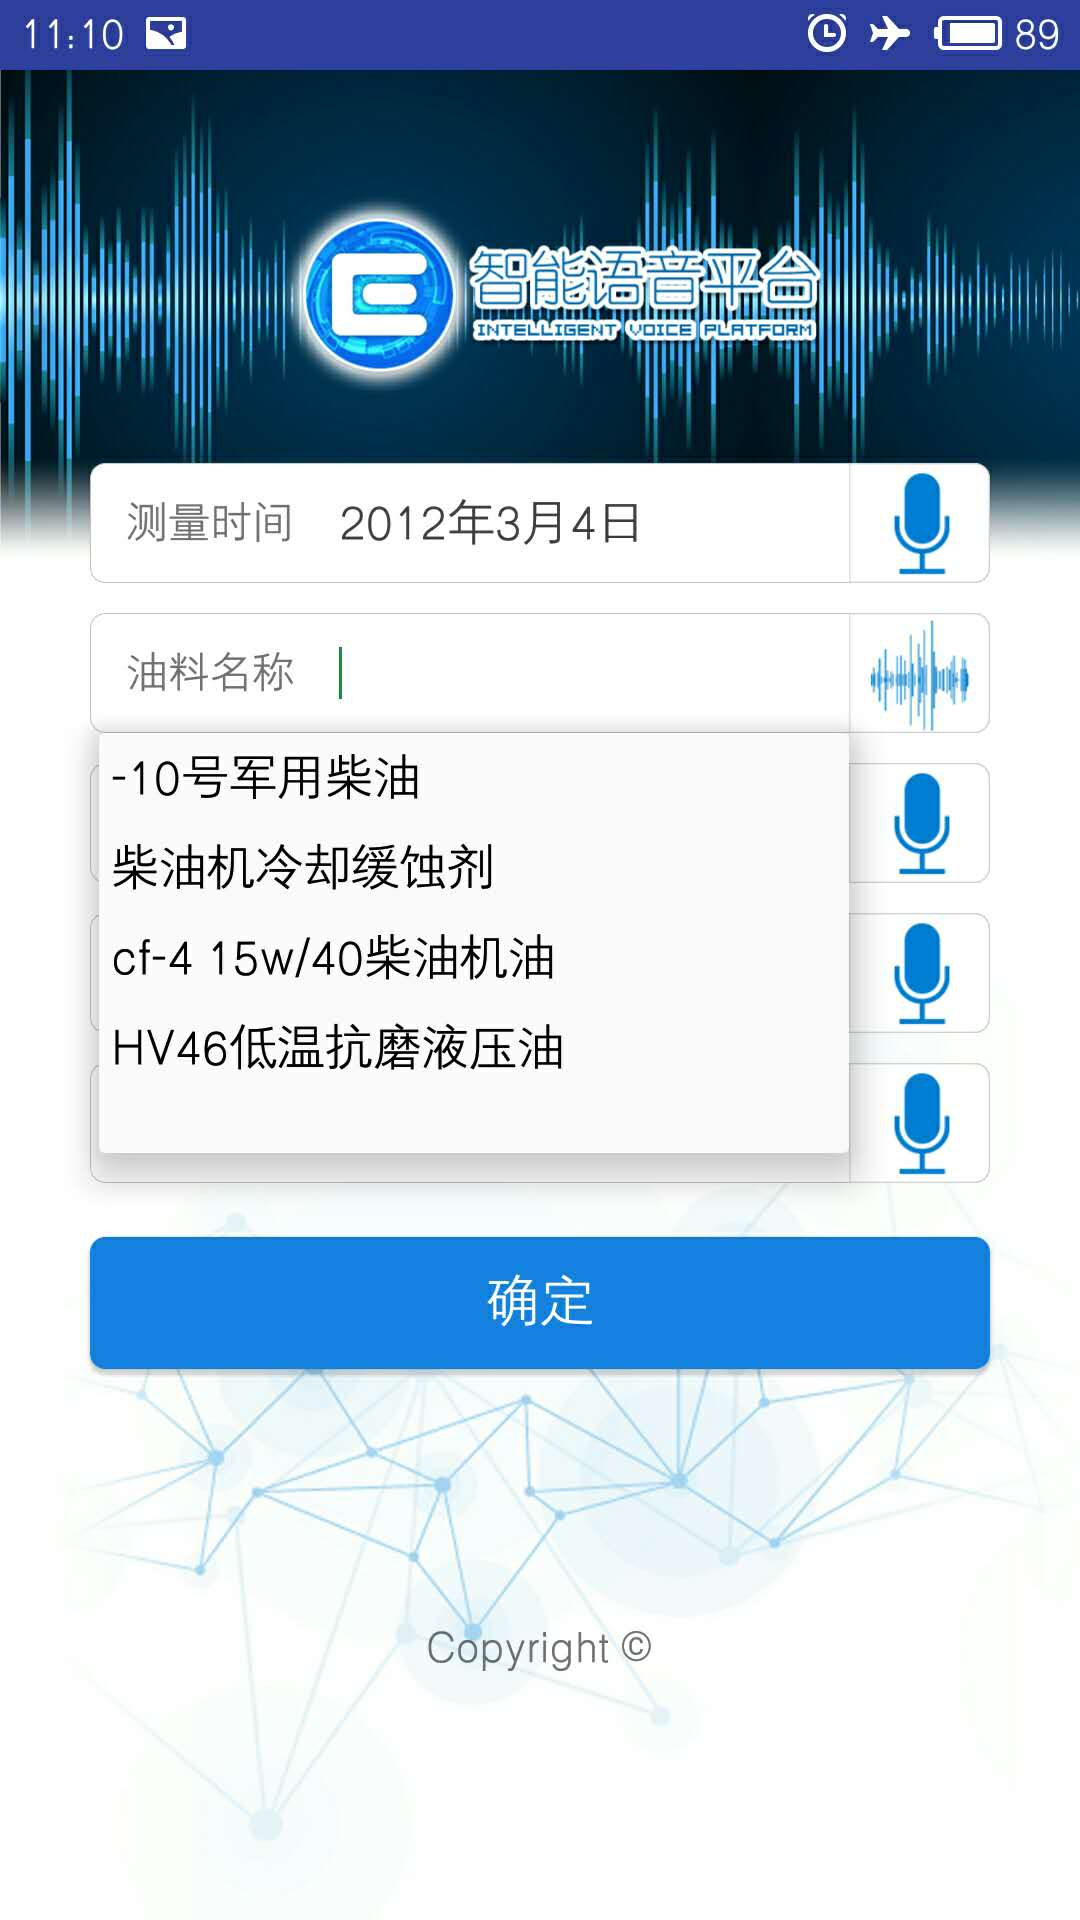 11:10
89
智能语音平台
INTELLIGENT VOICE PLATFORM
测量时间 2012年3月4日
油料名称
-10号军用柴油
柴油机冷却缓蚀剂
cf-4 15w/40柴油机油
HV46低温抗磨液压油
确定
Copyright ©